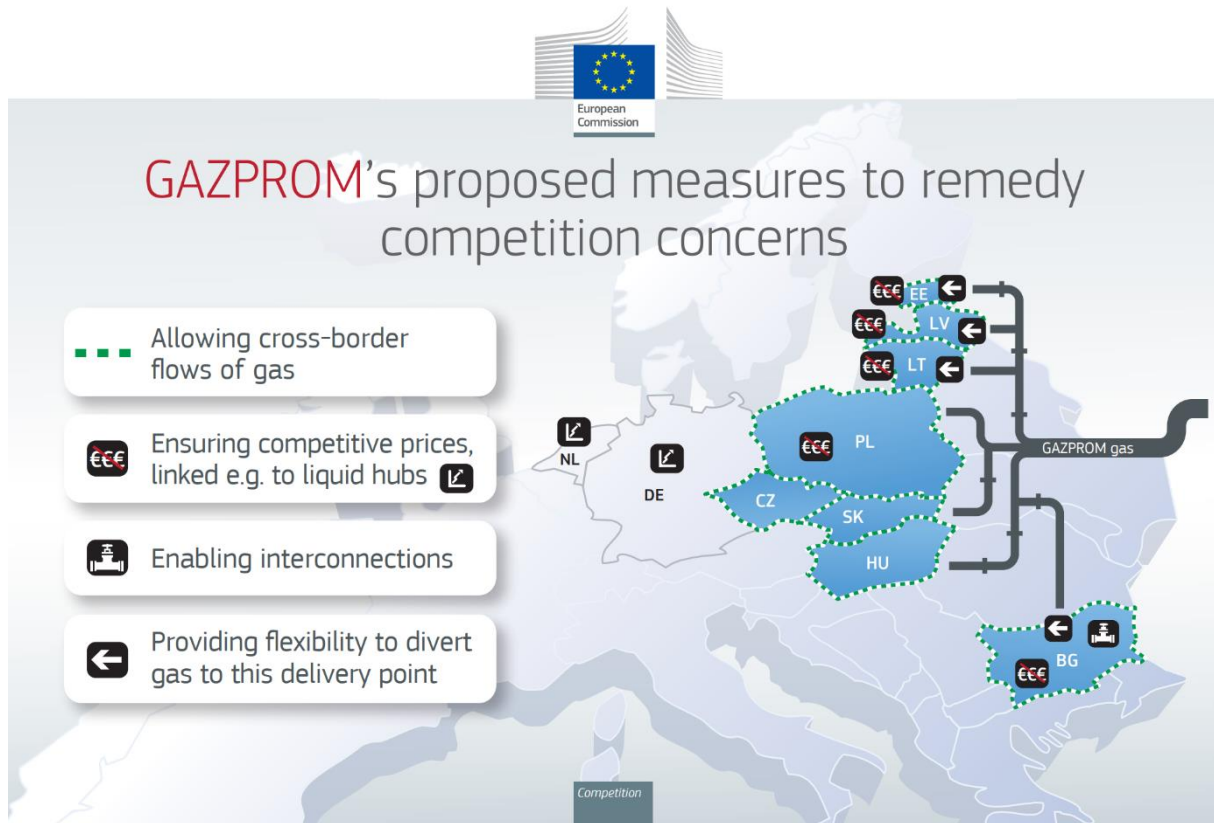 European
Commission
GAZPROM's proposed measures to remedy
competition concerns
Allowing cross-border
flows of gas
€€€
Ensuring competitive prices,
linked e.g. to liquid hubs
Enabling interconnections
Providing flexibility to divert
gas to this delivery point
€€€
EE
€€€
LV
€€€
LT
NL
DE
€€€
PL
GAZPROM gas
CZ
SK
HU
BG
€€€
Competition